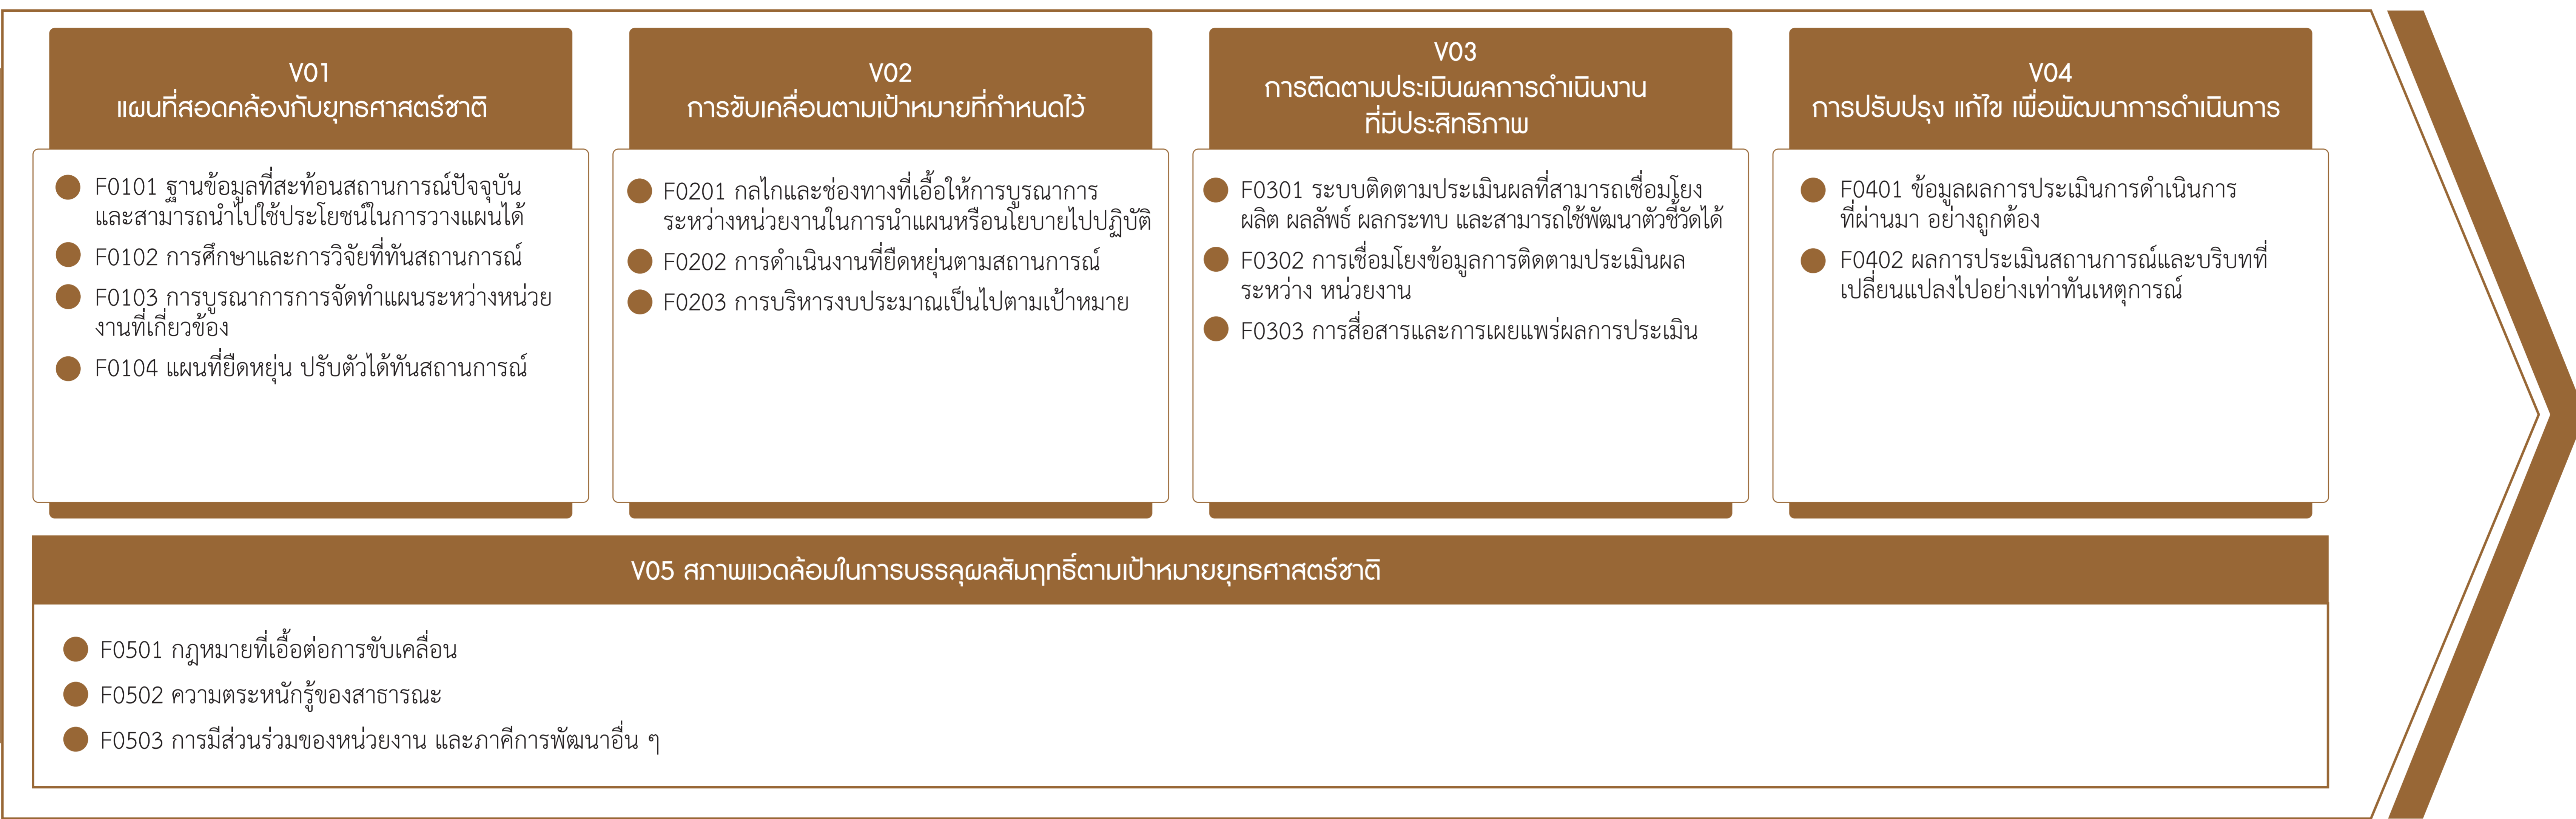 V01
แผนที่สอดคล้องกับยุทธศาสตร์ชาติ
F0101 ฐานข้อมูลที่สะท้อนสถานการณ์ปัจจุบัน
และสามารถนำไปใช้ประโยชน์ในการวางแผนได้
F0102 การศึกษาและการวิจัยที่ทันสถานการณ์
F0103 การบูรณาการการจัดทำแผนระหว่างหน่วย
งานที่เกี่ยวข้อง
F0104 แผนที่ยืดหยุ่น ปรับตัวได้ทันสถานการณ์
V02
การขับเคลื่อนตามเป้าหมายที่กำหนดไว้
F0201 กลไกและช่องทางที่เอื้อให้การบูรณาการ
ระหว่างหน่วยงานในการนำแผนหรือนโยบายไปปฏิบัติ
F0202 การดำเนินงานที่ยืดหยุ่นตามสถานการณ์
F0203 การบริหารงบประมาณเป็นไปตามเป้าหมาย
V03
การติดตามประเมินผลการดำเนินงาน
ที่มีประสิทธิภาพ
F0301 ระบบติดตามประเมินผลที่สามารถเชื่อมโยง
ผลิต ผลลัพธ์ ผลกระทบ และสามารถใช้พัฒนาตัวชี้วัดได้
F0302 การเชื่อมโยงข้อมูลการติดตามประเมินผล
ระหว่าง หน่วยงาน
F0303 การสื่อสารและการเผยแพร่ผลการประเมิน
V04
การปรับปรุง แก้ไข เพื่อพัฒนาการดำเนินการ
F0401 ข้อมูลผลการประเมินการดำเนินการ
ที่ผ่านมา อย่างถูกต้อง
F0402 ผลการประเมินสถานการณ์และบริบทที่
เปลี่ยนแปลงไปอย่างเท่าทันเหตุการณ์
V05 สภาพแวดล้อมในการบรรลุผลสัมฤทธิ์ตามเป้าหมายยุทธศาสตร์ชาติ
F0501 กฎหมายที่เอื้อต่อการขับเคลื่อน
F0502 ความตระหนักรู้ของสาธารณะ
F0503 การมีส่วนร่วมของหน่วยงาน และภาคีการพัฒนาอื่น ๆ